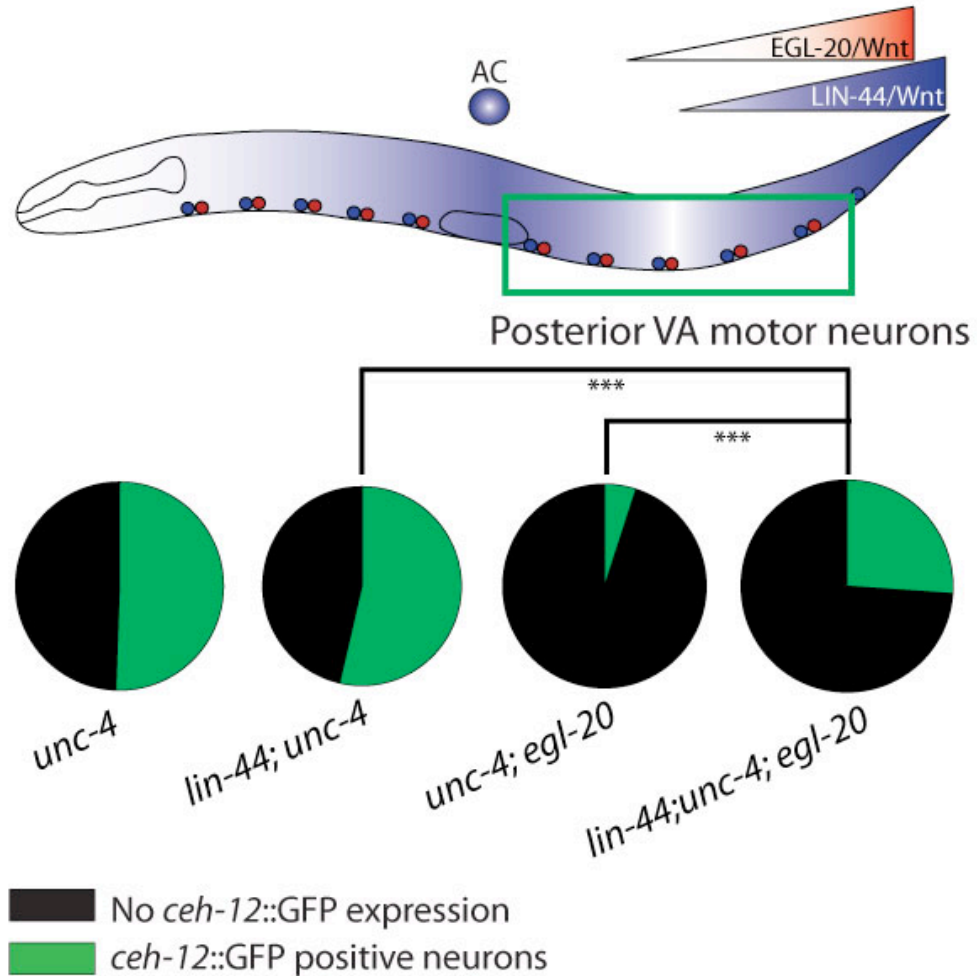 EGL-20/Wnt
AC
LIN-44/Wnt
Posterior VA motor neurons
***
***
unc-4
lin-44; unc-4
unc-4; egl-20
lin-44;unc-4; egl-20
No ceh-12::GFP expression
ceh-12::GFP positive neurons